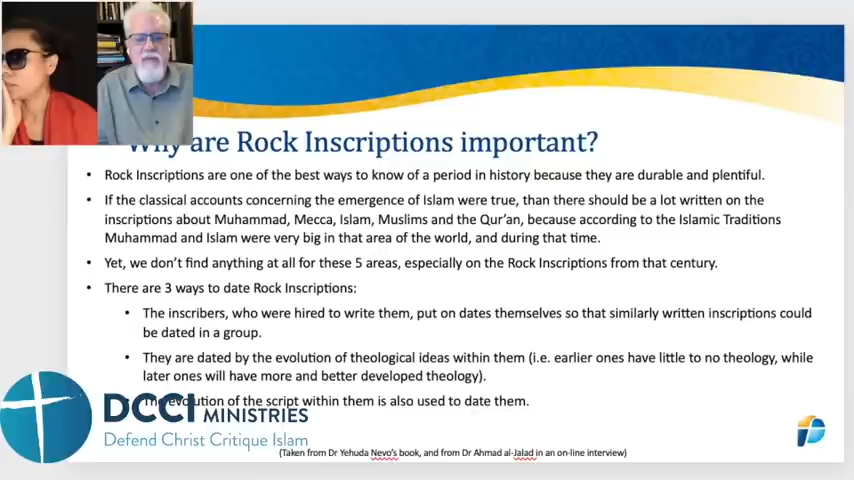 Why are Rock Inscriptions important?
• Rock Inscriptions are one of the best ways to know of a period in history because they are durable and plentiful.
• If the classical accounts concerning the emergence of Islam were true, than there should be a lot written on the
inscriptions about Muhammad, Mecca, Islam, Muslims and the Qur'an, because according to the Islamic Traditions
Muhammad and Islam were very big in that area of the world, and during that time.
• Yet, we don't find anything at all for these 5 areas, especially on the Rock Inscriptions from that century.
• There are 3 ways to date Rock Inscriptions:
• The inscribers, who were hired to write them, put on dates themselves so that similarly written inscriptions could
be dated in a group.
• They are dated by the evolution of theological ideas within them (i.e. earlier ones have little to no theology, while
later ones will have more and better developed theology).
The evolution of the script within them is also used to date them.
DCCI MINISTRIES
Defend Christ Critique Islam
(Taken from Dr Yehuda Nevo's book, and from Dr Ahmad al-Jalad in an on-line interview)